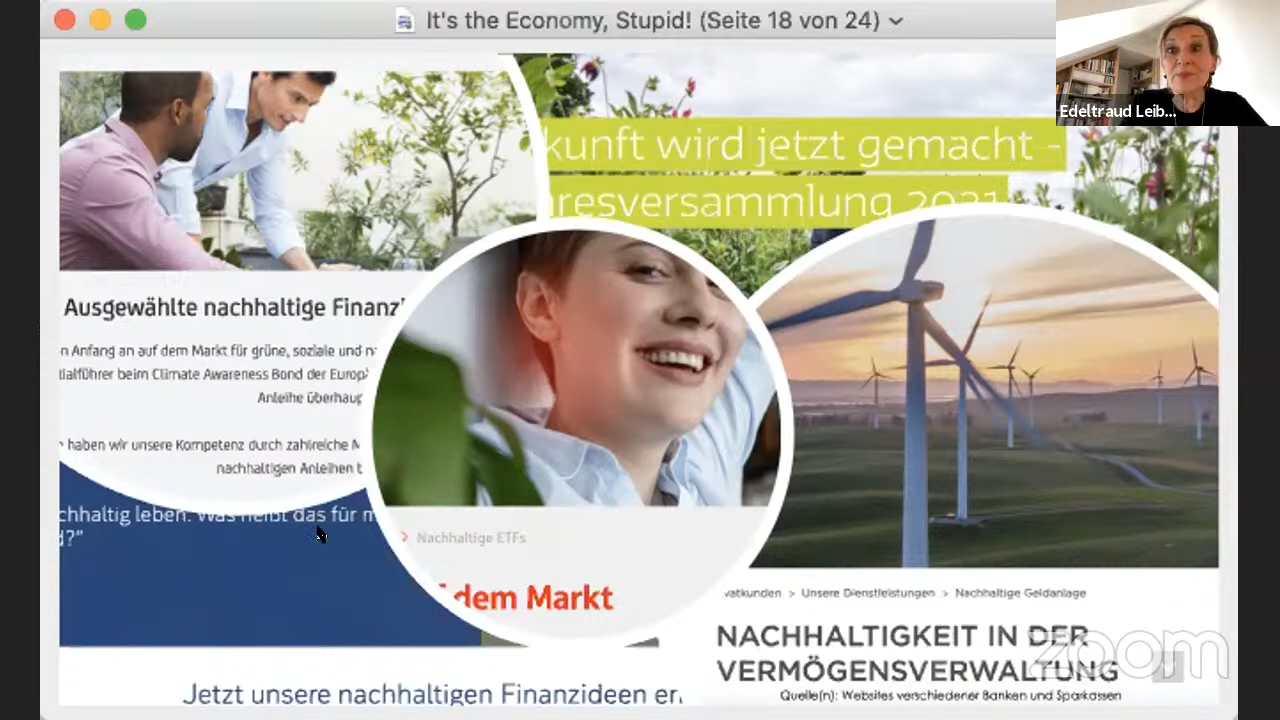 It's the Economy, Stupid! (Seite 18 von 24)
Edeltraud Leib...
kunft wird jetzt gemacht -
resversammlung 2021
Ausgewählte nachhaltige Finanz
n Anfang an auf dem Markt für grüne, soziale und
beim Climate Awareness Bond der
Anleihe überhaup
haben wir unsere Kompetenz durch zahlreiche
nachhaltigen Anleihen
chhaltig leben. Was heißt das für
d?"
> Nachhaltige ETFs
dem Markt
vatkunden > Unsere Dienstleistungen > Nachhaltige Geldanlage
NACHHALTIGKEIT IN DER
VERMÖGENSVERWALTUNG
zoom
Quelle(n): Websites verschiedener Banken und Sparkassen
Jetzt unsere nachhaltigen Finanzideen